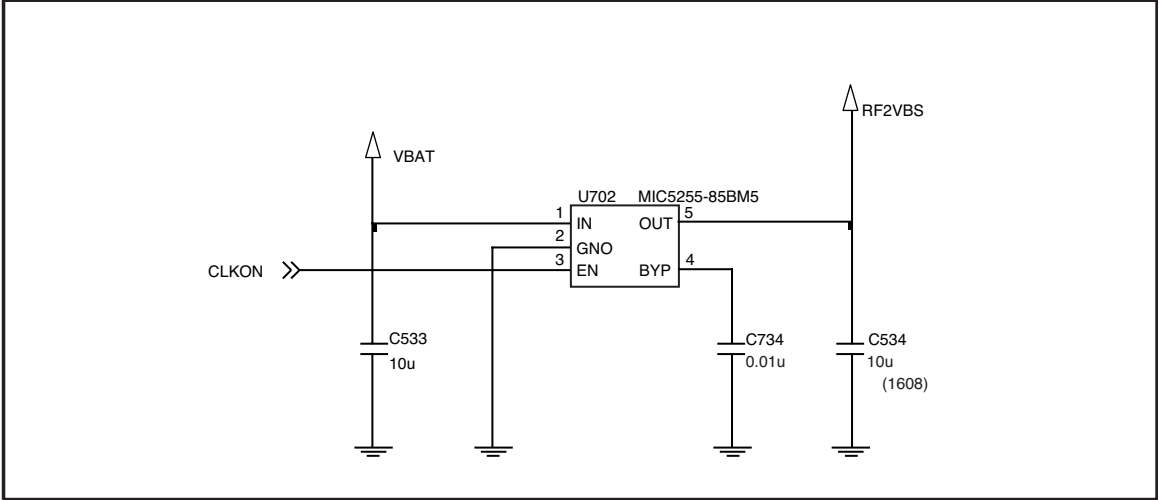 RF2VBS
VBAT
U702 MIC5255-85BM5
1 IN OUT 5
2 GNO
3 EN BYP 4
CLKON
C533
10u
C734
0.01u
C534
10u
(1608)